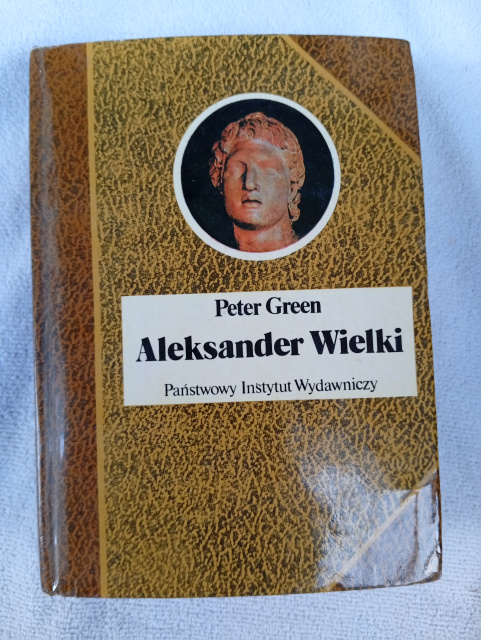 Peter Green
Aleksander Wielki
Państwowy Instytut Wydawniczy